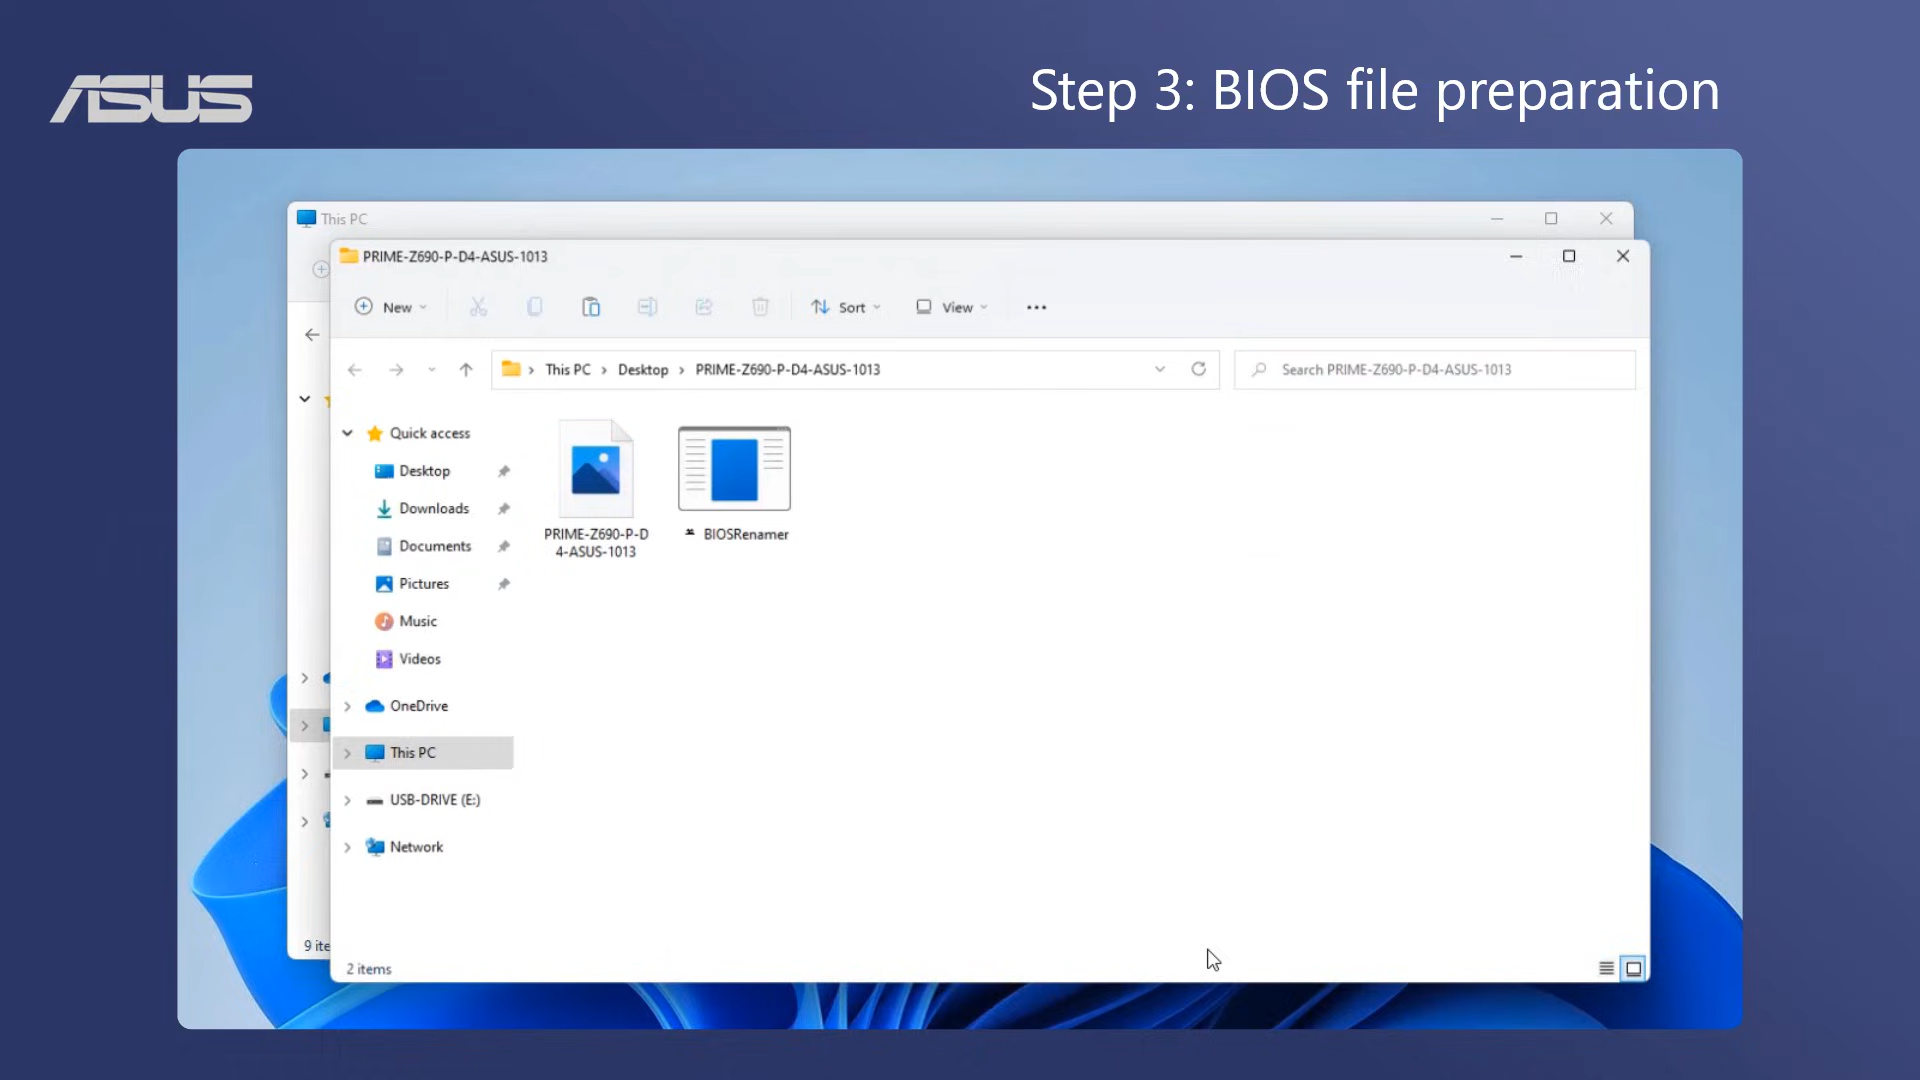 ASUS
Step 3: BIOS file preparation
This PC
PRIME-Z690-P-D4-ASUS-1013
New
Sort
View
This PC
Desktop
PRIME-Z690-P-D4-ASUS-1013
Search PRIME-Z690-P-D4-ASUS-1013
Quick access
Desktop
Downloads
Documents
Pictures
Music
Videos
OneDrive
This PC
USB-DRIVE (E:)
Network
PRIME-Z690-P-D
4-ASUS-1013
BIOSRenamer
9 ite
2 items